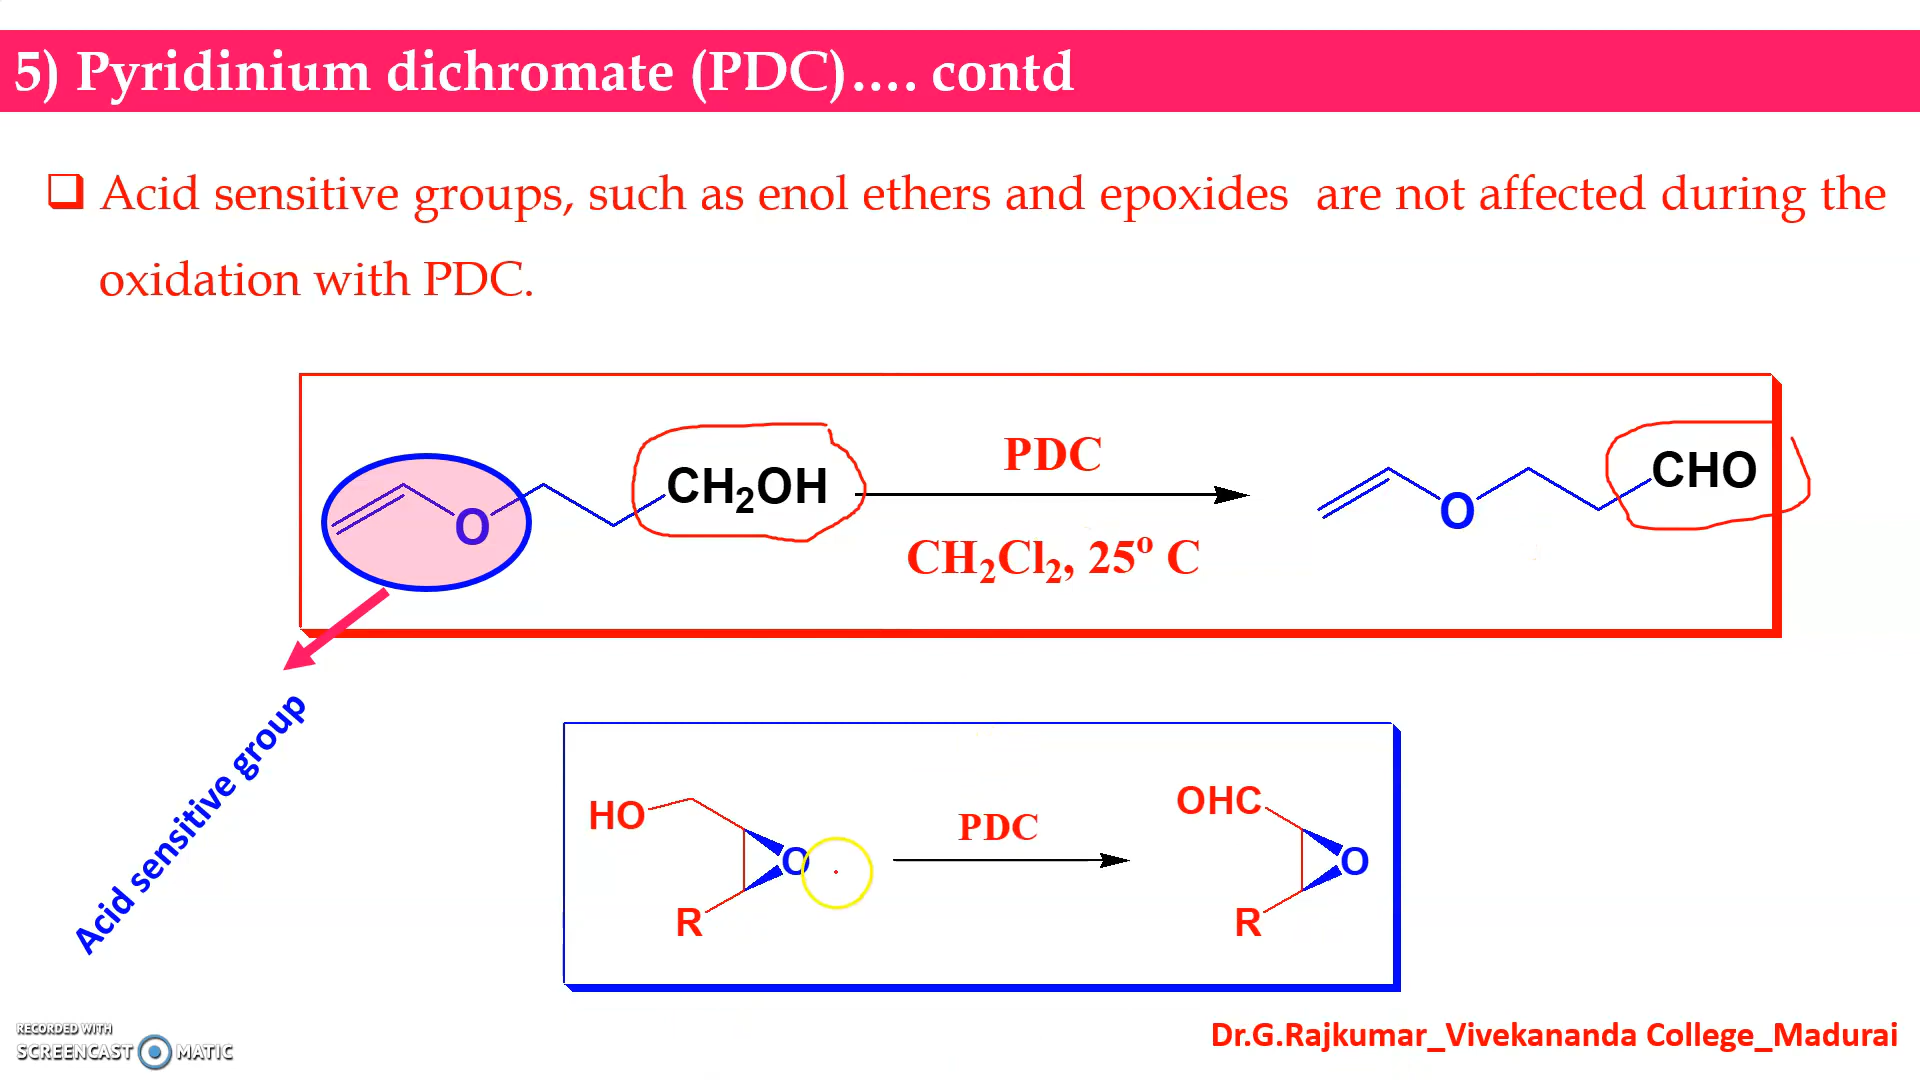 5) Pyridinium dichromate (PDC).... contd
❑ Acid sensitive groups, such as enol ethers and epoxides are not affected during the
oxidation with PDC.
O
CH₂OH
PDC
CH₂Cl₂, 25º C
O
CHO
Acid sensitive group
HO
O
R
PDC
OHC
O
R
Dr.G.Rajkumar_Vivekananda College_Madurai
RECORDED WITH
SCREENCAST MATIC